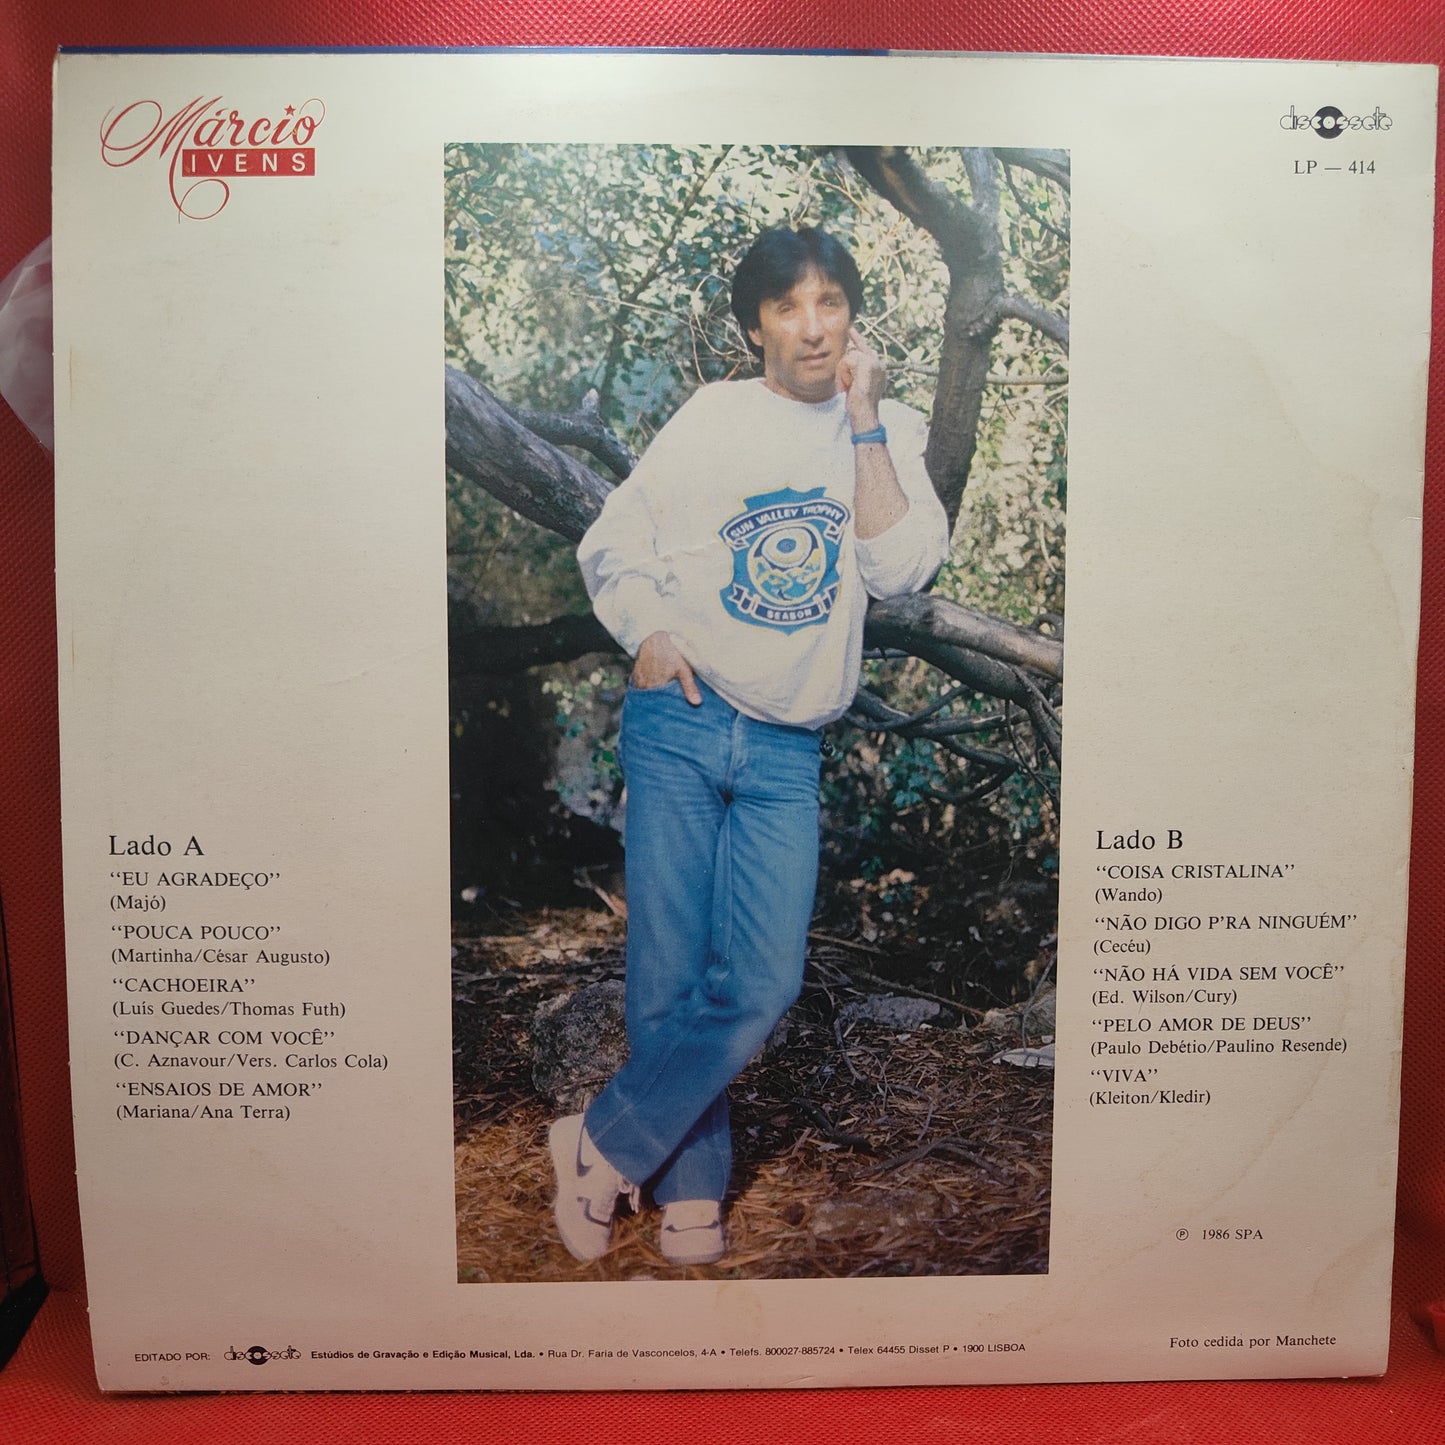 Márcio
IVENS
discossete
LP — 414
SUN VALLEY TROPHY
SEASON
Lado A
“EU AGRADEÇO”
(Majó)
“POUCA POUCO”
(Martinha/César Augusto)
“CACHOEIRA”
(Luís Guedes/Thomas Futh)
“DANÇAR COM VOCÊ”
(C. Aznavour/Vers. Carlos Cola)
“ENSAIOS DE AMOR”
(Mariana/Ana Terra)
Lado B
“COISA CRISTALINA”
(Wando)
“NÃO DIGO P’RA NINGUÉM”
(Cecéu)
“NÃO HÁ VIDA SEM VOCÊ”
(Ed. Wilson/Cury)
“PELO AMOR DE DEUS”
(Paulo Debétio/Paulino Resende)
“VIVA”
(Kleiton/Kledir)
℗ 1986 SPA
Foto cedida por Manchete
EDITADO POR: discossete Estúdios de Gravação e Edição Musical, Lda. • Rua Dr. Faria de Vasconcelos, 4-A • Telefs. 800027-885724 • Telex 64455 Disset P • 1900 LISBOA